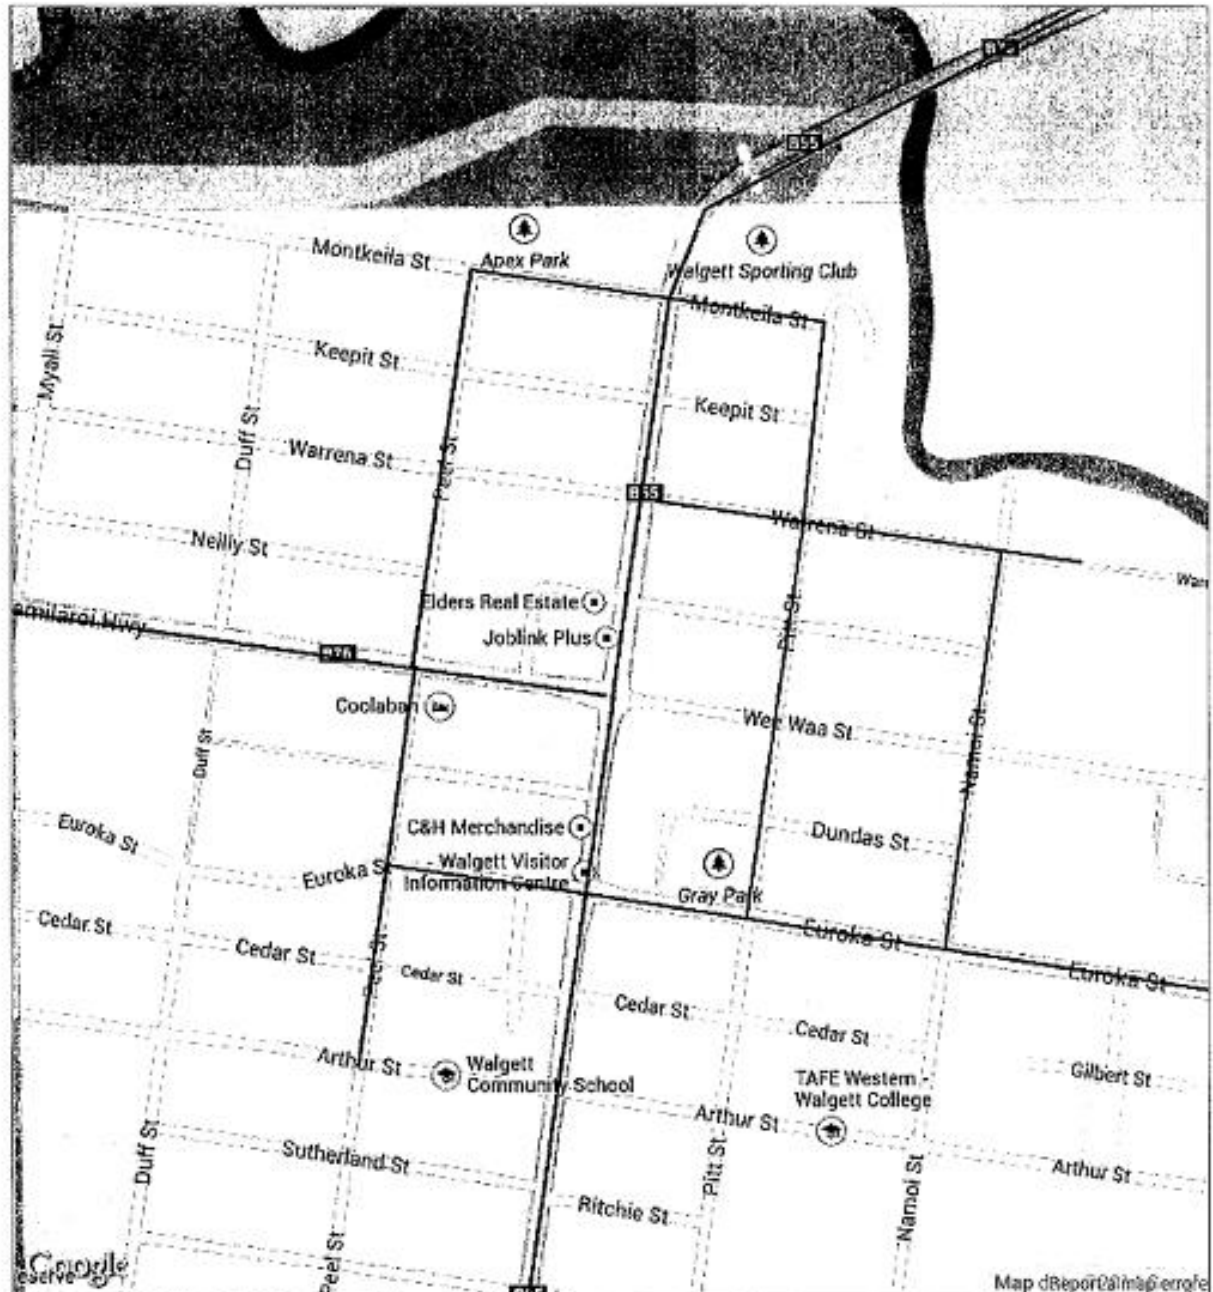 B55
B55
Apex Park
Walgett Sporting Club
Montkeila St
Montkeila St
Myall St
Keepit St
Keepit St
Duff St
Warrena St
Peel St
B55
Warrena St
Neilly St
Elders Real Estate
Joblink Plus
Pitt St
amilaroi Hwy
B76
Coolabah
Wee Waa St
Namoi St
Duff St
Euroka St
C&H Merchandise
Dundas St
- Walgett Visitor
Information Centre
Euroka St
Gray Park
Cedar St
Euroka St
Cedar St
Peel St
Cedar St
Euroka St
Cedar St
Cedar St
Arthur St
Walgett
Community School
TAFE Western -
Walgett College
Gilbert St
Arthur St
Duff St
Sutherland St
Pitt St
Arthur St
Namoi St
Ritchie St
Peel St
Google
eserve